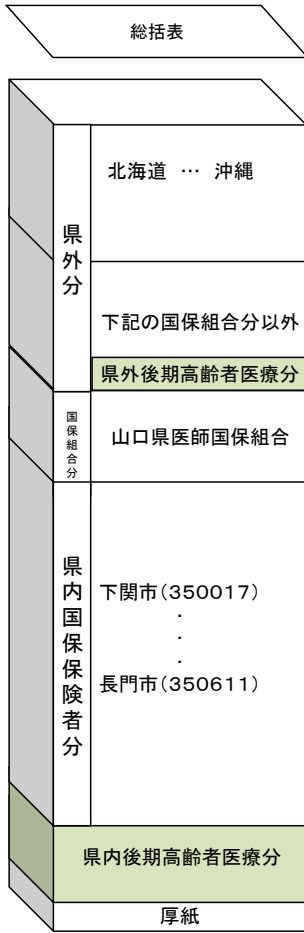 総括表
県外分
北海道 … 沖縄
下記の国保組合分以外
県外後期高齢者医療分
国保組合分
山口県医師国保組合
県内国保保険者分
下関市(350017)
・
・
・
長門市(350611)
県内後期高齢者医療分
厚紙